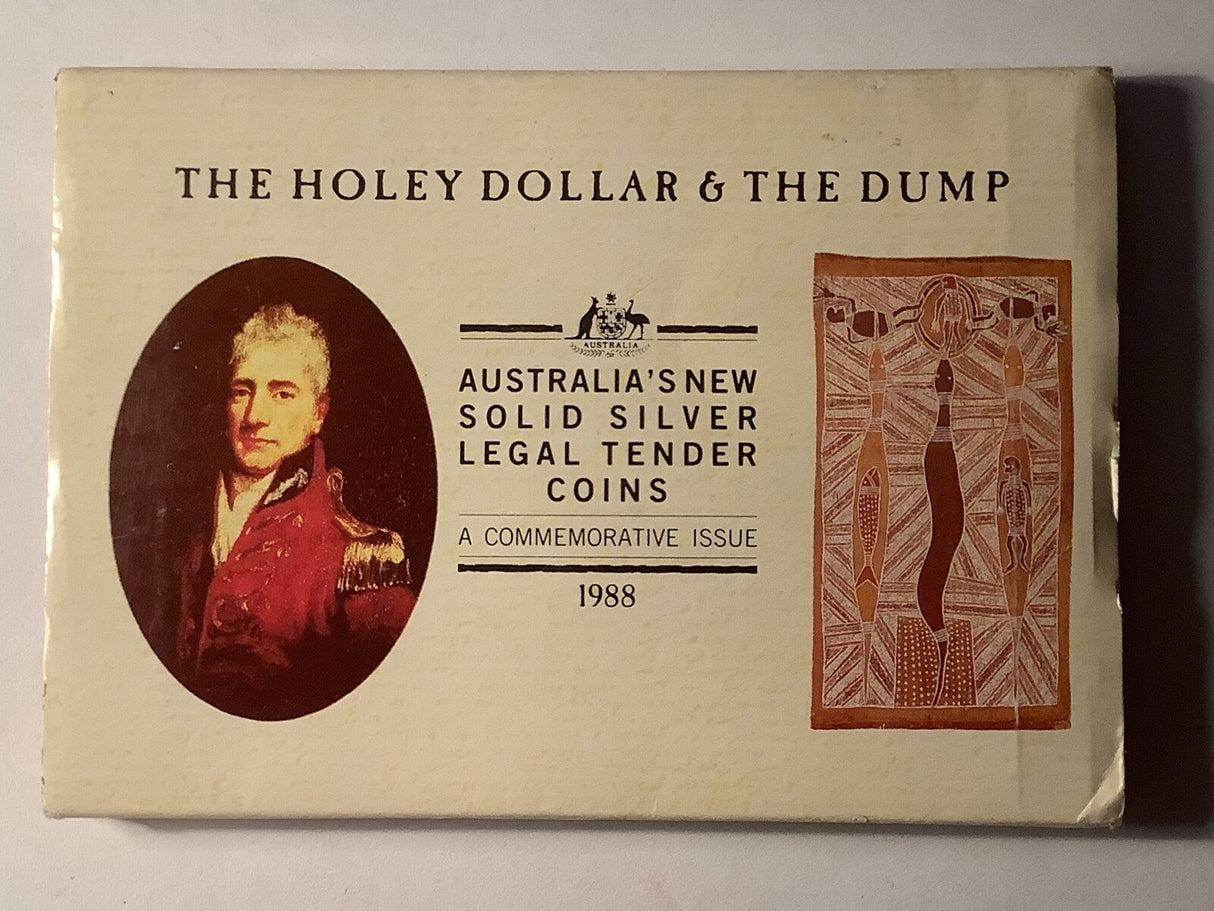 THE HOLEY DOLLAR & THE DUMP
AUSTRALIA
AUSTRALIA'S NEW
SOLID SILVER
LEGAL TENDER
COINS
A COMMEMORATIVE ISSUE
1988